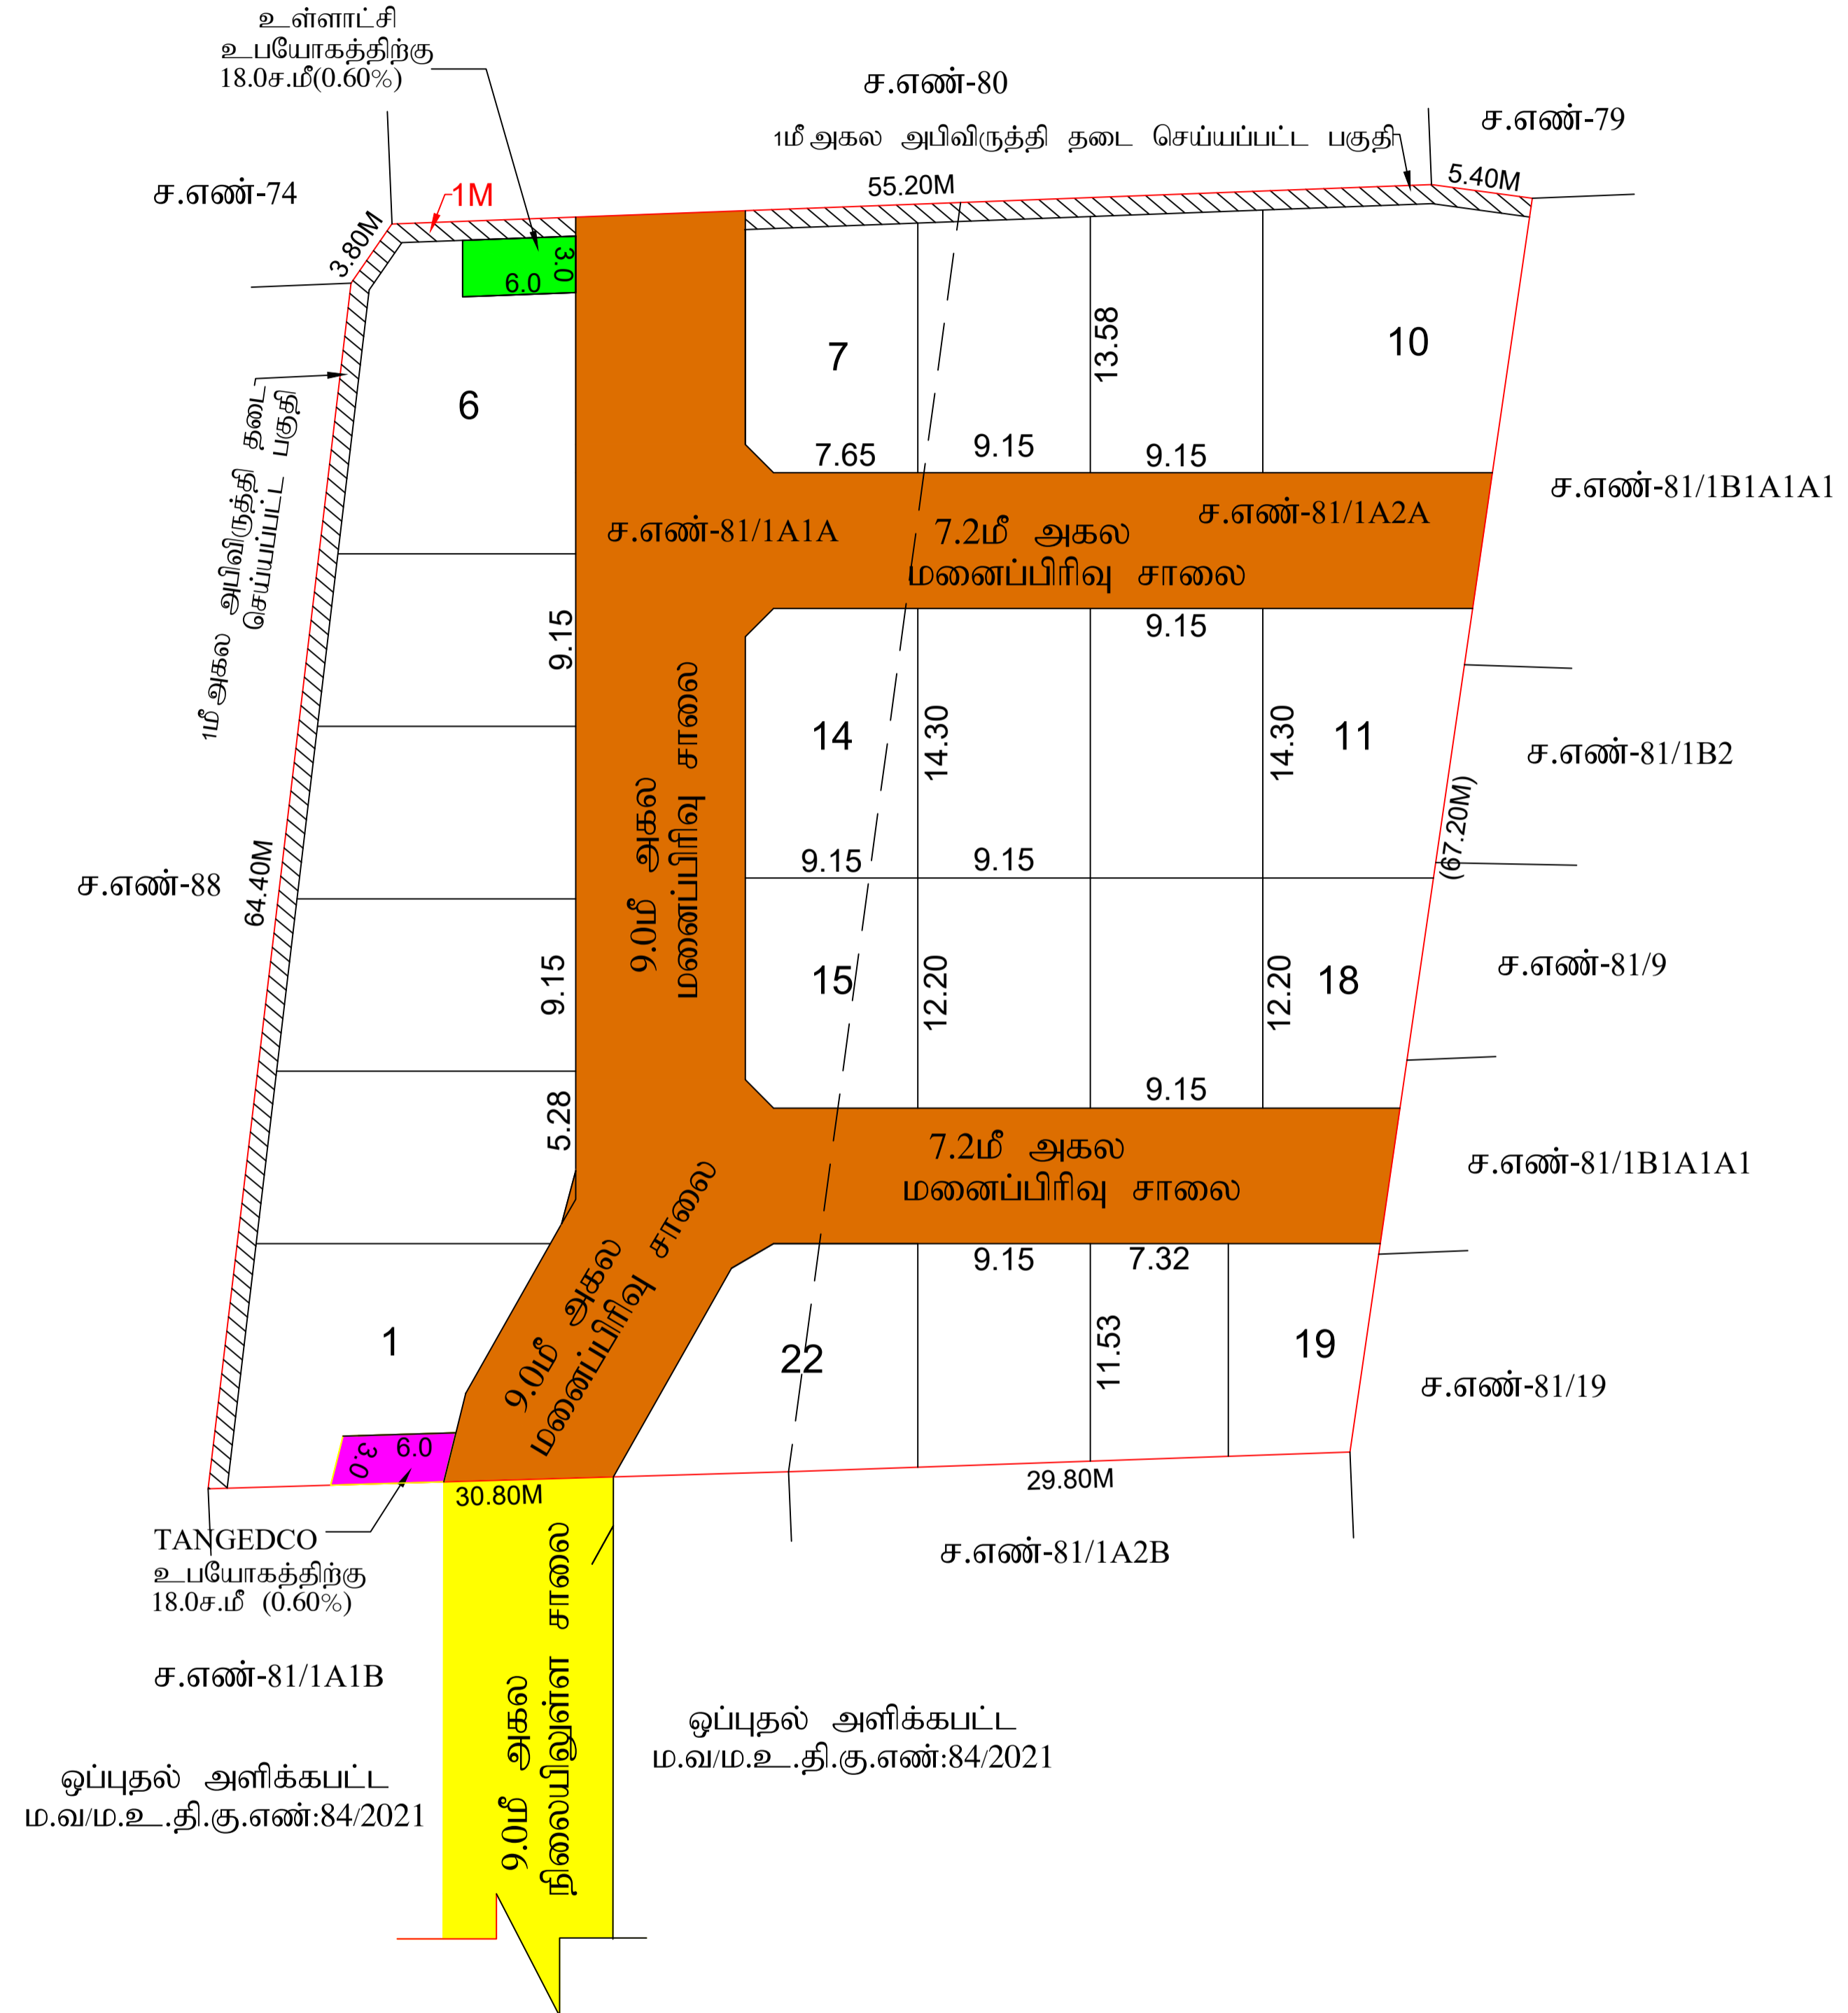 உள்ளாட்சி
உபயோகத்திற்கு
18.0ச.மீ(0.60%)
ச.எண்-80
ச.எண்-79
1மீ அகல அபிவிருத்தி தடை செய்யப்பட்ட பகுதி
ச.எண்-74
1M
55.20M
5.40M
3.80M
3.0
6.0
6
7
13.58
10
7.65
9.15
9.15
1மீ அகல அபிவிருத்தி தடை
செய்யப்பட்ட பகுதி
ச.எண்-81/1B1A1A1
ச.எண்-81/1A1A
7.2மீ அகல
மனைப்பிரிவு சாலை
ச.எண்-81/1A2A
9.15
9.15
9.0மீ அகல
மனைப்பிரிவு சாலை
14
14.30
14.30
11
ச.எண்-81/1B2
(67.20M)
9.15
9.15
64.40M
ச.எண்-88
9.15
15
12.20
12.20
18
ச.எண்-81/9
9.15
5.28
7.2மீ அகல
மனைப்பிரிவு சாலை
ச.எண்-81/1B1A1A1
9.0மீ அகல
மனைப்பிரிவு சாலை
9.15
7.32
1
22
11.53
19
ச.எண்-81/19
3.0
6.0
30.80M
29.80M
TANGEDCO
உபயோகத்திற்கு
18.0ச.மீ (0.60%)
ச.எண்-81/1A2B
ச.எண்-81/1A1B
9.0மீ அகல
நிலையிலுள்ள சாலை
ஒப்புதல் அளிக்கபட்ட
ம.வ/ம.உ.தி.கு.எண்:84/2021
ஒப்புதல் அளிக்கபட்ட
ம.வ/ம.உ.தி.கு.எண்:84/2021